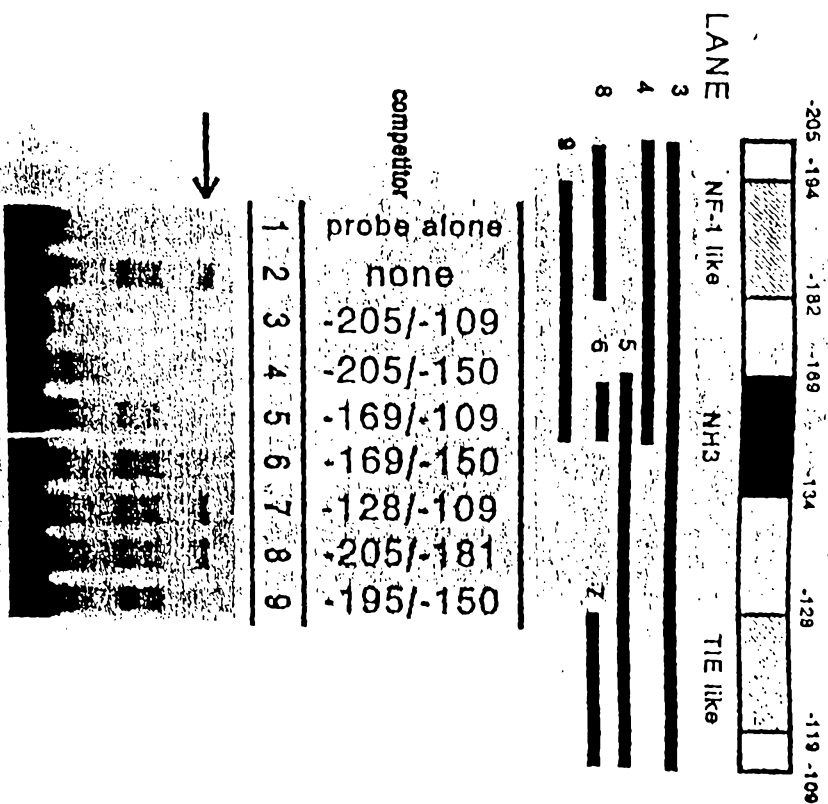 -205 -194 -182 -169 -134 -128 -119 -109
NF-1 like NH3 TIE like
LANE
3
4
5
8 6 7
9
competitor
probe alone
none
-205/-109
-205/-150
-169/-109
-169/-150
-128/-109
-205/-181
-195/-150
1 2 3 4 5 6 7 8 9